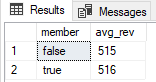 Results Messages
member avg_rev
1 false 515
2 true 516